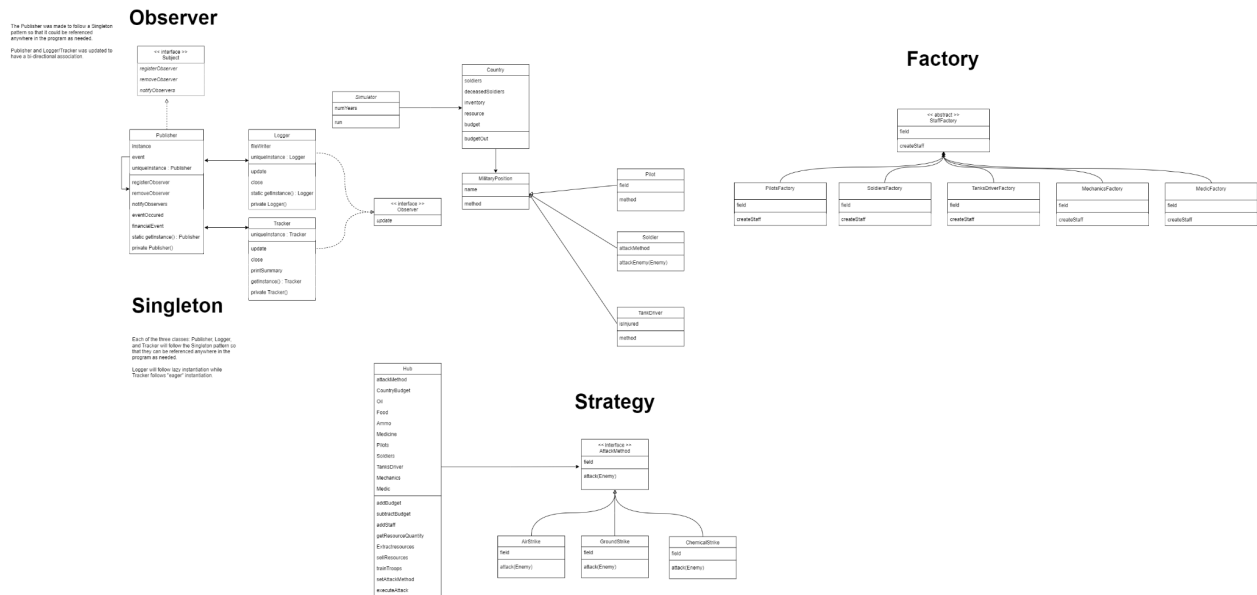 Observer
The Publisher was made to follow a Singleton
pattern so that it could be referenced
anywhere in the program as needed.
Publisher and Logger/Tracker was updated to
have a bi-directional association
<< interface >>
Subject
registerObserver
removeObserver
notifyObservers
Publisher
instance
event
uniqueInstance : Publisher
registerObserver
removeObserver
notifyObservers
eventOccured
financialEvent
static getInstance() : Publisher
private Publisher()
Logger
fileWriter
uniqueInstance : Logger
update
close
static getInstance() : Logger
private Logger()
Tracker
uniqueInstance : Tracker
update
close
printSummary
getInstance() : Tracker
private Tracker()
<< interface >>
Observer
update
Simulator
numYears
run
Country
soldiers
deceasedSoldiers
inventory
resource
budget
budgetOut
MilitaryPosition
name
method
Pilot
field
method
Soldier
attackMethod
attackEnemy(Enemy)
TankDriver
isInjured
method
Factory
<< abstract >>
StaffFactory
field
createStaff
PilotsFactory
field
createStaff
SoldiersFactory
field
createStaff
TanksDriverFactory
field
createStaff
MechanicsFactory
field
createStaff
MedicFactory
field
createStaff
Singleton
Each of the three classes, Publisher, Logger,
and Tracker will follow the Singleton pattern so
that they can be referenced anywhere in the
program as needed.
Logger will follow lazy instantiation while
Tracker follows "eager" instantiation.
Hub
attackMethod
CountryBudget
Oil
Food
Ammo
Medicine
Pilots
Soldiers
TanksDriver
Mechanics
Medic
addBudget
subtractBudget
addStaff
getResourceQuantity
Extractresources
sellResources
trainTroops
setAttackMethod
executeAttack
Strategy
<< interface >>
AttackMethod
field
attack(Enemy)
AirStrike
field
attack(Enemy)
GroundStrike
field
attack(Enemy)
ChemicalStrike
field
attack(Enemy)